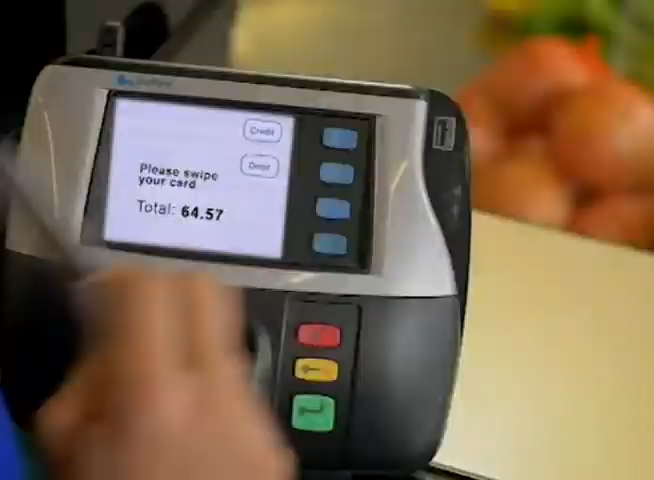 Credit
Debit
Please swipe
your card
Total: 64.57